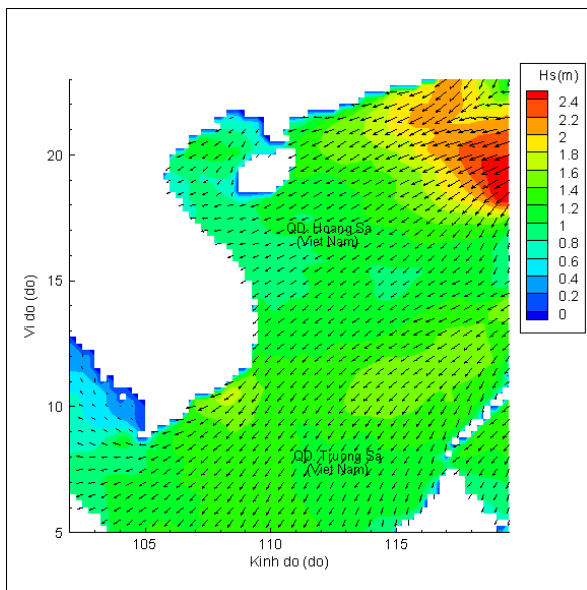 Hs(m)
2.4
2.2
2
1.8
1.6
1.4
1.2
1
0.8
0.6
0.4
0.2
0
20
15
10
5
Vi do (do)
QD. Hoang Sa
(Viet Nam)
QD. Truong Sa
(Viet Nam)
105
110
115
Kinh do (do)